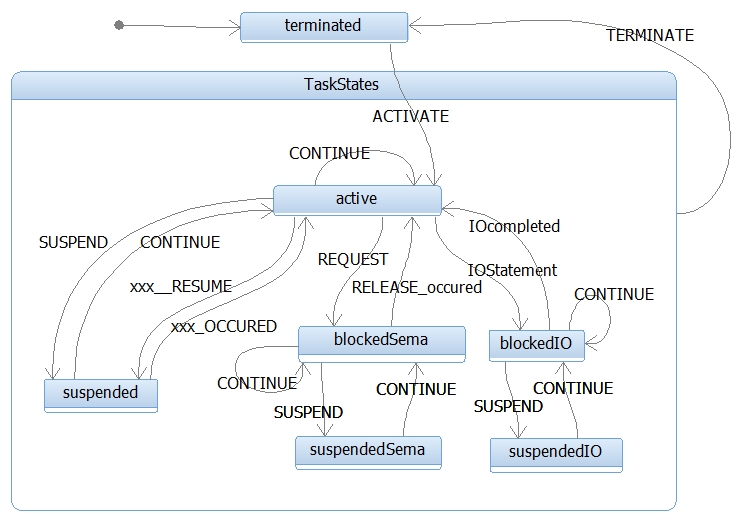 terminated
TERMINATE
TaskStates
ACTIVATE
CONTINUE
active
IOcompleted
SUSPEND
CONTINUE
REQUEST
IOStatement
xxx__RESUME
RELEASE_occured
CONTINUE
xxx_OCCURED
blockedSema
blockedIO
CONTINUE
suspended
CONTINUE
CONTINUE
SUSPEND
SUSPEND
suspendedSema
suspendedIO